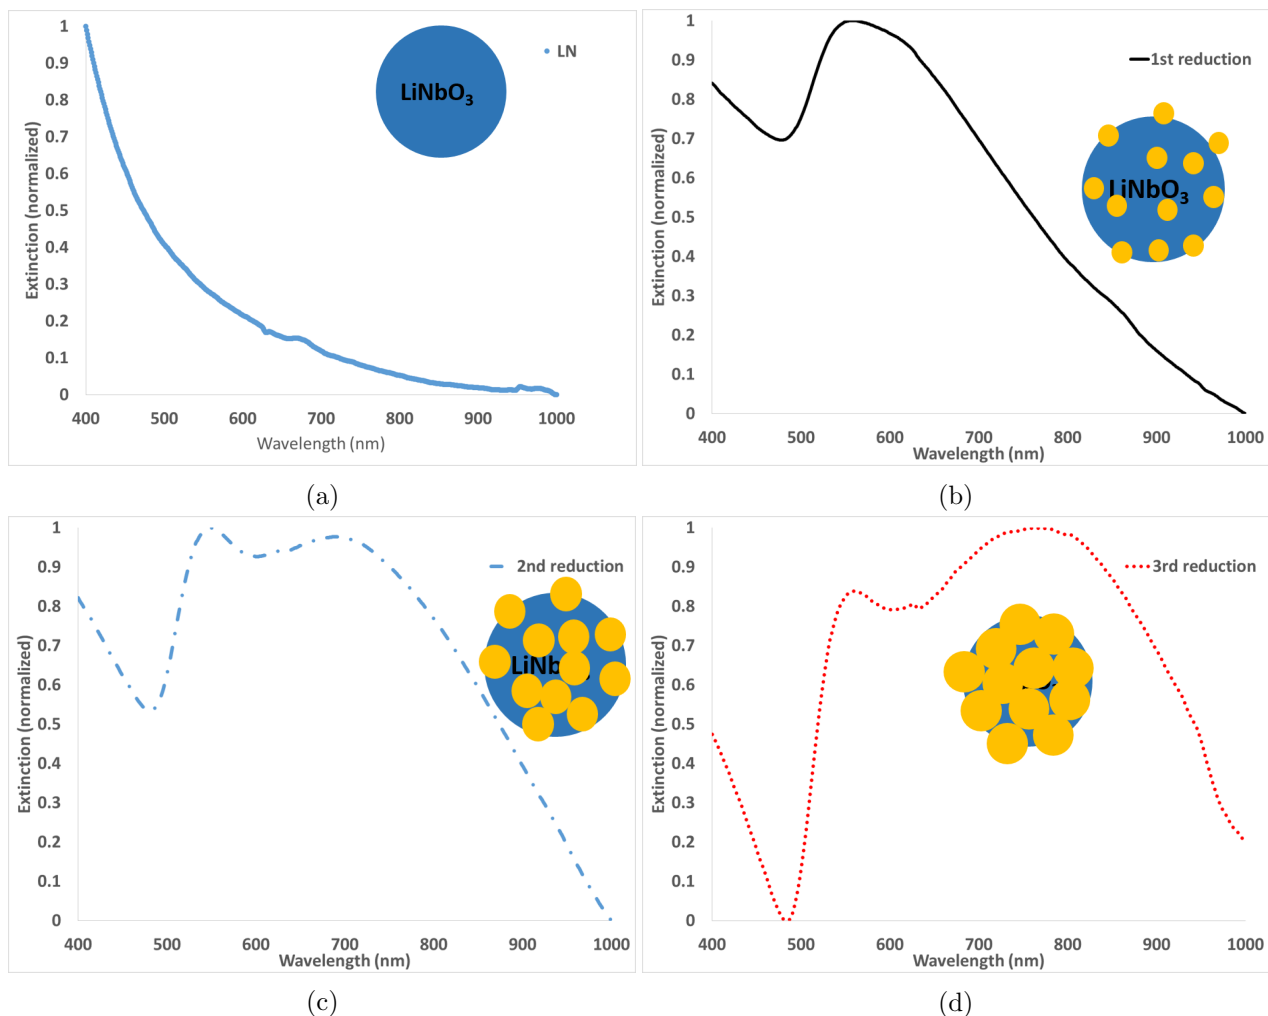 1
0.9
0.8
0.7
0.6
0.5
0.4
0.3
0.2
0.1
0
Extinction (normalized)
LN
LiNbO₃
400 500 600 700 800 900 1000
Wavelength (nm)
(a)
1
0.9
0.8
0.7
0.6
0.5
0.4
0.3
0.2
0.1
0
Extinction (normalized)
1st reduction
LiNbO₃
400 500 600 700 800 900 1000
Wavelength (nm)
(b)
1
0.9
0.8
0.7
0.6
0.5
0.4
0.3
0.2
0.1
0
Extinction (normalized)
2nd reduction
LiNb
400 500 600 700 800 900 1000
Wavelength (nm)
(c)
1
0.9
0.8
0.7
0.6
0.5
0.4
0.3
0.2
0.1
0
Extinction (normalized)
3rd reduction
400 500 600 700 800 900 1000
Wavelength (nm)
(d)